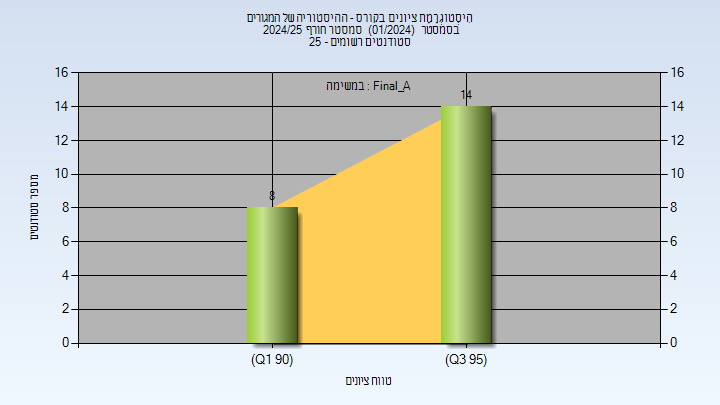 היסטוגרמת ציונים בקורס - ההיסטוריה של המגורים
בסמסטר (01/2024) סמסטר חורף 2024/25
סטודנטים רשומים - 25
במשימה : Final_A
16 16
14 14 14
12 12
10 10
8 8 8
6 6
4 4
2 2
0 0
מספר סטודנטים
(Q1 90) (Q3 95)
טווח ציונים